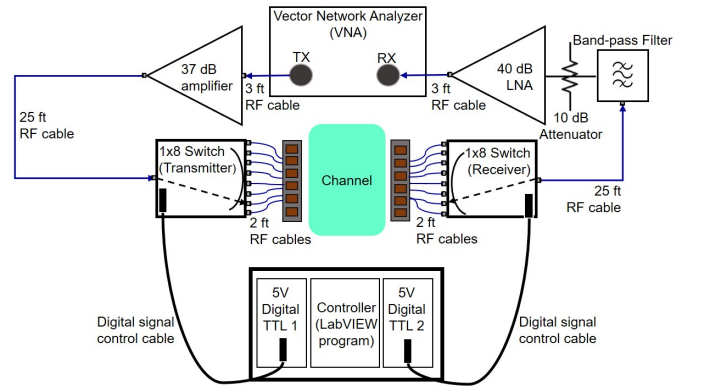 Vector Network Analyzer
(VNA)
TX
RX
37 dB
amplifier
3 ft
RF cable
3 ft
RF cable
40 dB
LNA
Band-pass Filter
10 dB
Attenuator
25 ft
RF cable
1x8 Switch
(Transmitter)
2 ft
RF cables
Channel
1x8 Switch
(Receiver)
2 ft
RF cables
25 ft
RF cable
5V
Digital
TTL 1
Controller
(LabVIEW
program)
5V
Digital
TTL 2
Digital signal
control cable
Digital signal
control cable